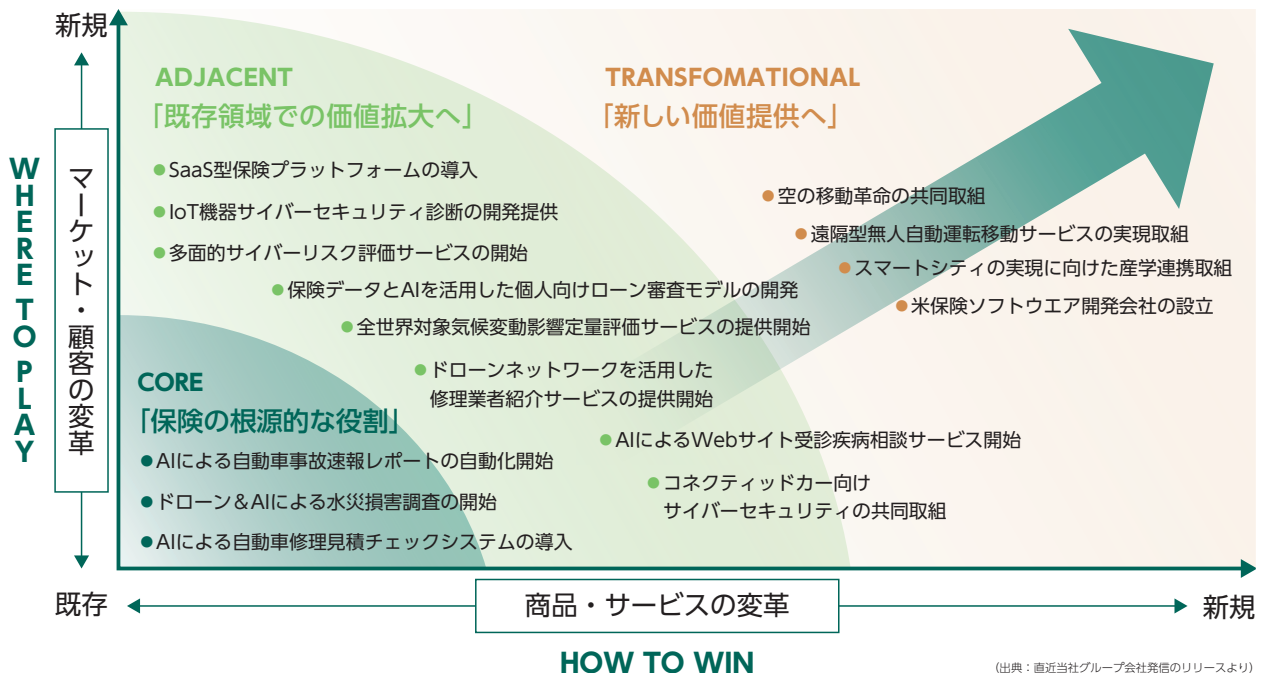 新規
WHERE TO PLAY
マーケット・顧客の変革
既存
ADJACENT
「既存領域での価値拡大へ」
●SaaS型保険プラットフォームの導入
●IoT機器サイバーセキュリティ診断の開発提供
●多面的サイバーリスク評価サービスの開始
●保険データとAIを活用した個人向けローン審査モデルの開発
●全世界対象気候変動影響定量評価サービスの提供開始
●ドローンネットワークを活用した
修理業者紹介サービスの提供開始
●AIによるWebサイト受診疾病相談サービス開始
●コネクティッドカー向け
サイバーセキュリティの共同取組
TRANSFOMATIONAL
「新しい価値提供へ」
●空の移動革命の共同取組
●遠隔型無人自動運転移動サービスの実現取組
●スマートシティの実現に向けた産学連携取組
●米保険ソフトウエア開発会社の設立
CORE
「保険の根源的な役割」
●AIによる自動車事故速報レポートの自動化開始
●ドローン＆AIによる水災損害調査の開始
●AIによる自動車修理見積チェックシステムの導入
商品・サービスの変革
新規
HOW TO WIN
（出典：直近当社グループ会社発信のリリースより）